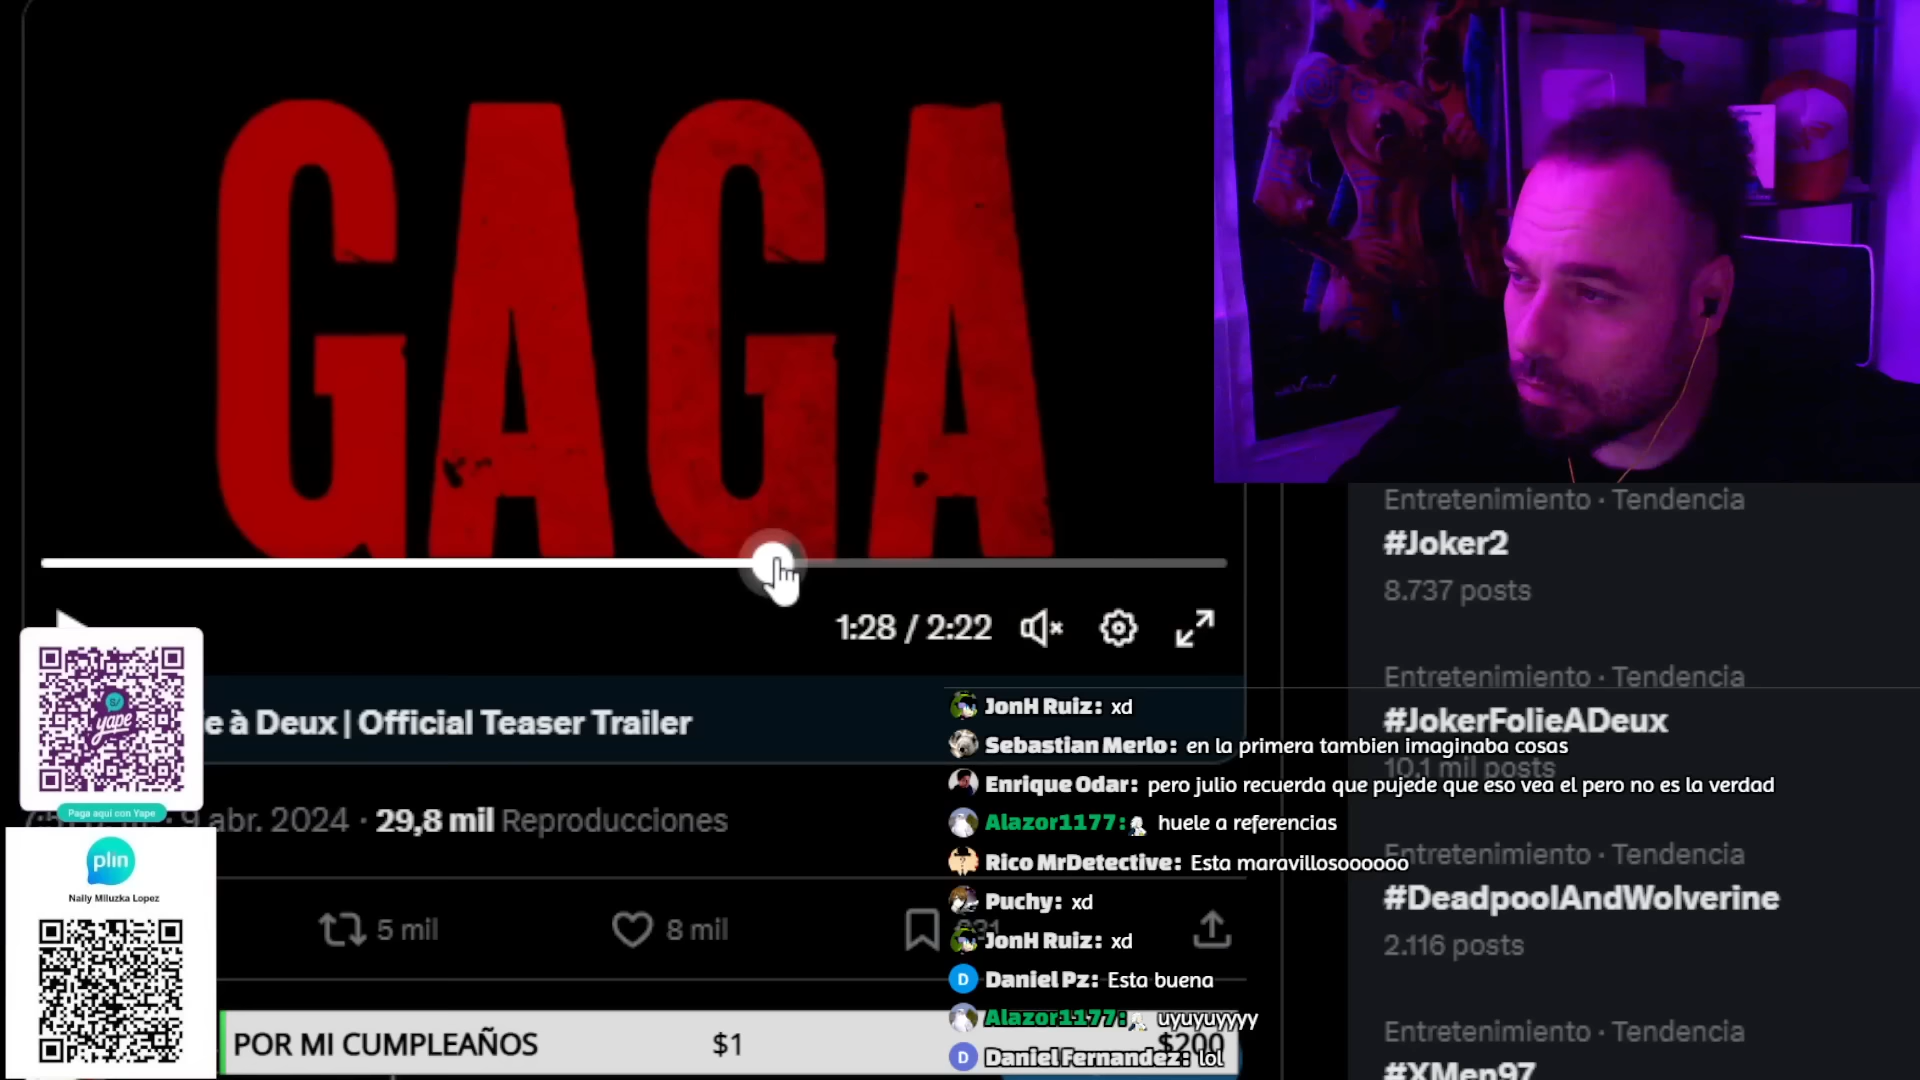 GAGA
1:28 / 2:22
e à Deux | Official Teaser Trailer
9 abr. 2024 · 29,8 mil Reproducciones
5 mil
8 mil
yape
Paga aquí con Yape
plin
Nally Miluzka Lopez
POR MI CUMPLEAÑOS
$1
$200
JonH Ruiz: xd
Sebastian Merlo: en la primera tambien imaginaba cosas
Enrique Odar: pero julio recuerda que pujede que eso vea el pero no es la verdad
Alazor1177: huele a referencias
Rico MrDetective: Esta maravillosoooooo
Puchy: xd
JonH Ruiz: xd
D Daniel Pz: Esta buena
Alazor1177: uyuyuyyyy
D Daniel Fernandez: lol
Entretenimiento · Tendencia
#Joker2
8.737 posts
Entretenimiento · Tendencia
#JokerFolieADeux
10,1 mil posts
Entretenimiento · Tendencia
#DeadpoolAndWolverine
2.116 posts
Entretenimiento · Tendencia
#XMen97